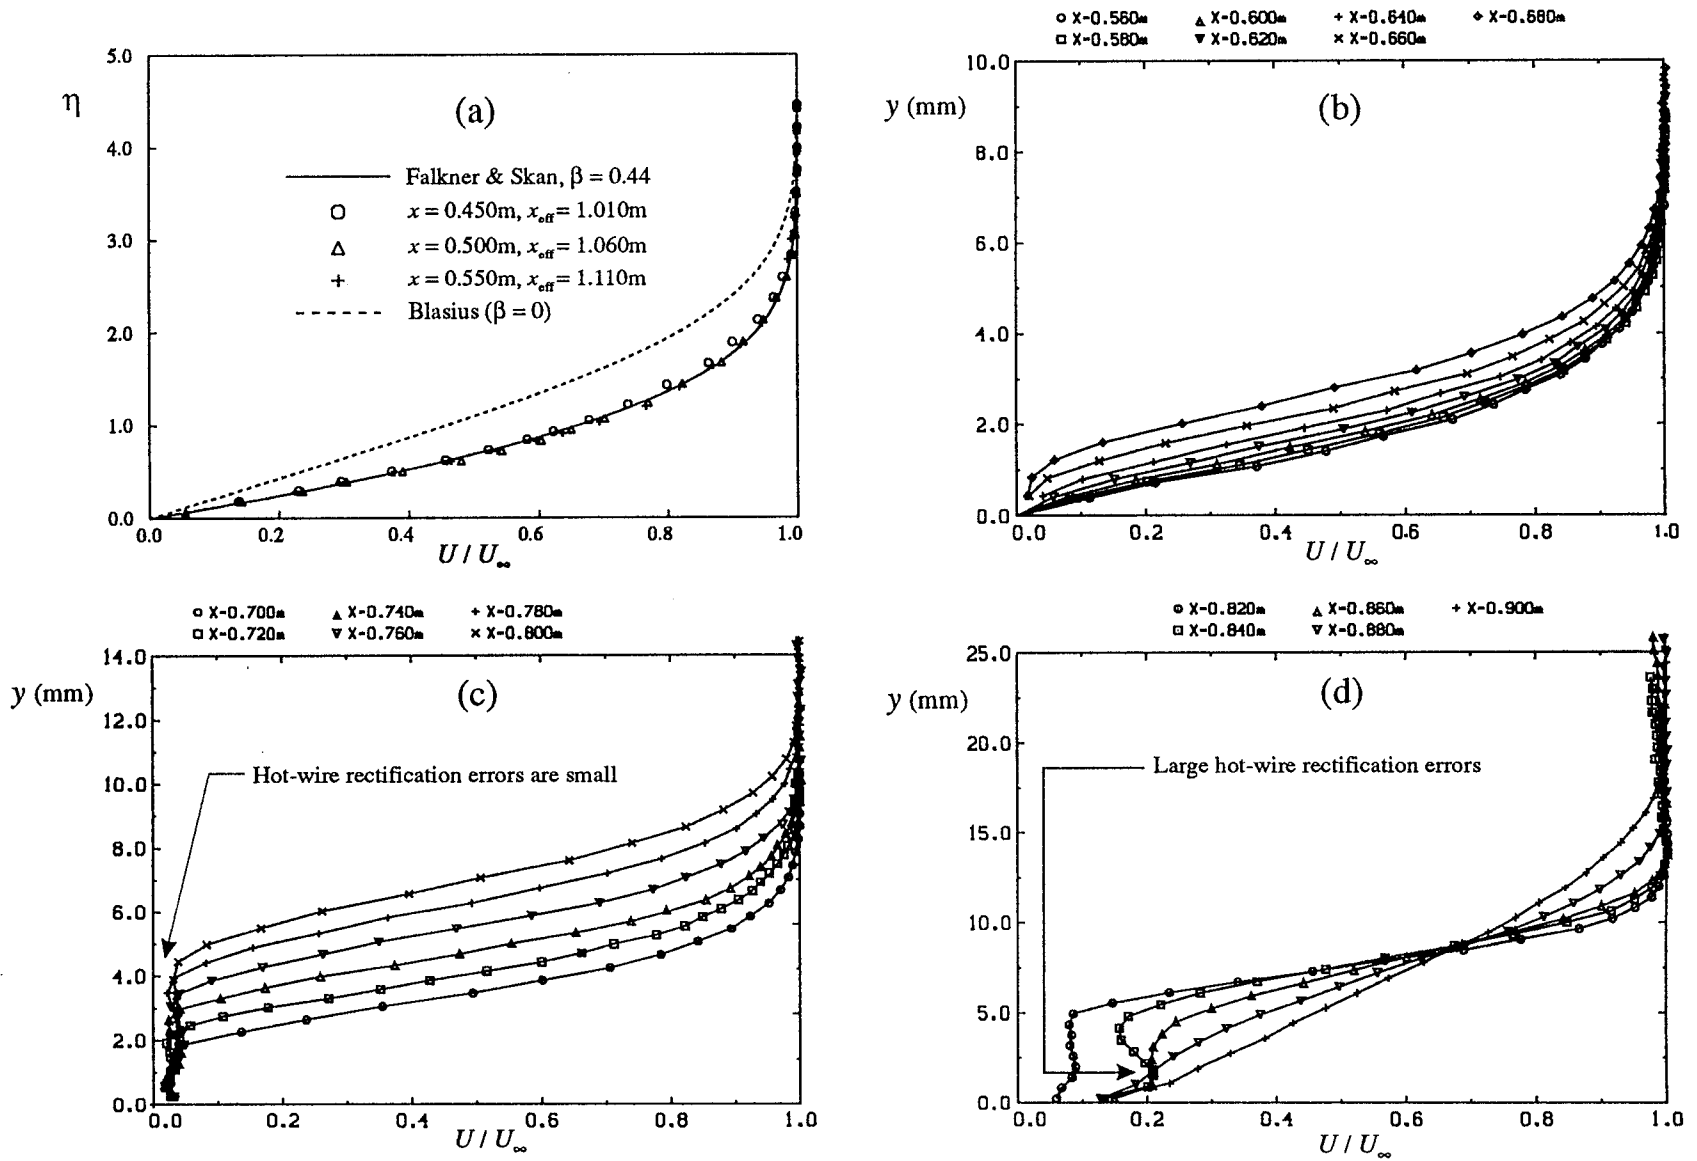 (a)
η
5.0
4.0
3.0
2.0
1.0
0.0
Falkner & Skan, β = 0.44
x = 0.450m, x_eff = 1.010m
x = 0.500m, x_eff = 1.060m
x = 0.550m, x_eff = 1.110m
Blasius (β = 0)
0.0 0.2 0.4 0.6 0.8 1.0
U / U∞
X-0.560m X-0.600m X-0.640m X-0.680m
X-0.580m X-0.620m X-0.660m
(b)
y (mm)
10.0
8.0
6.0
4.0
2.0
0.0
0.0 0.2 0.4 0.6 0.8 1.0
U / U∞
X-0.700m X-0.740m X-0.780m
X-0.720m X-0.760m X-0.800m
(c)
y (mm)
14.0
12.0
10.0
8.0
6.0
4.0
2.0
0.0
Hot-wire rectification errors are small
0.0 0.2 0.4 0.6 0.8 1.0
U / U∞
X-0.820m X-0.860m X-0.900m
X-0.840m X-0.880m
(d)
y (mm)
25.0
20.0
15.0
10.0
5.0
0.0
Large hot-wire rectification errors
0.0 0.2 0.4 0.6 0.8 1.0
U / U∞